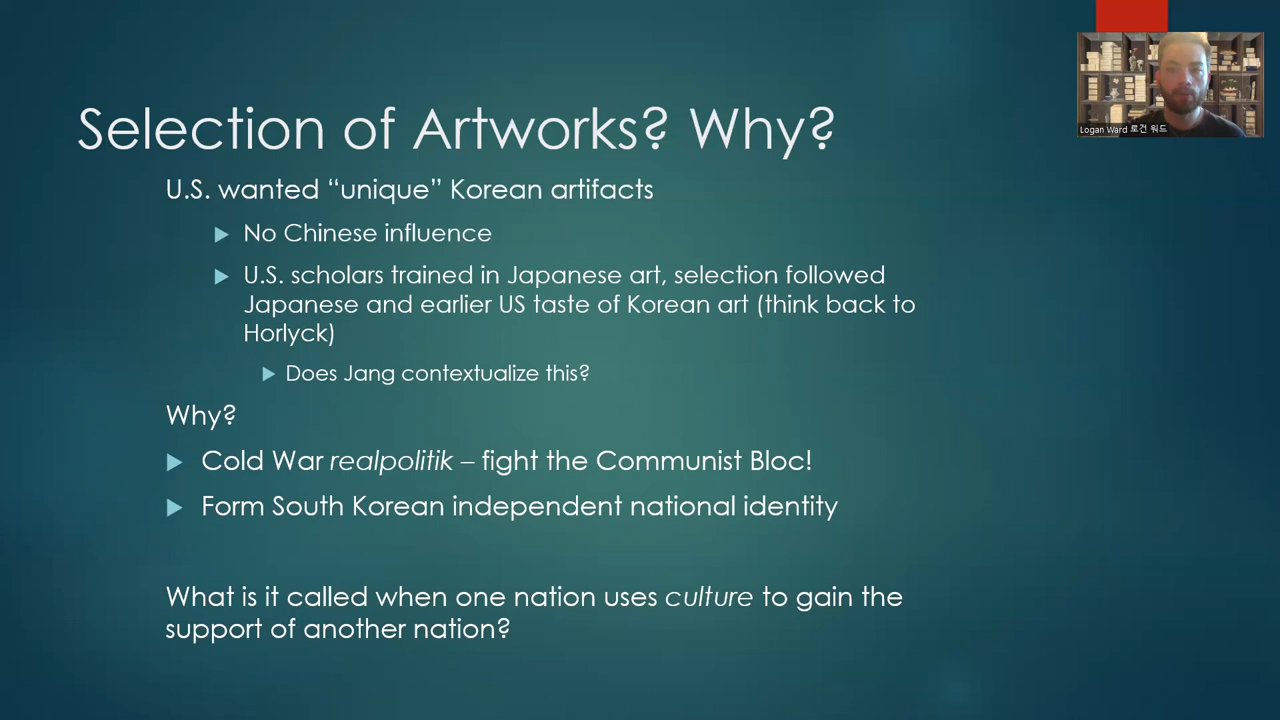 Selection of Artworks? Why?
Logan Ward 로건 워드
U.S. wanted “unique” Korean artifacts
No Chinese influence
U.S. scholars trained in Japanese art, selection followed
Japanese and earlier US taste of Korean art (think back to
Horlyck)
Does Jang contextualize this?
Why?
Cold War realpolitik – fight the Communist Bloc!
Form South Korean independent national identity
What is it called when one nation uses culture to gain the
support of another nation?